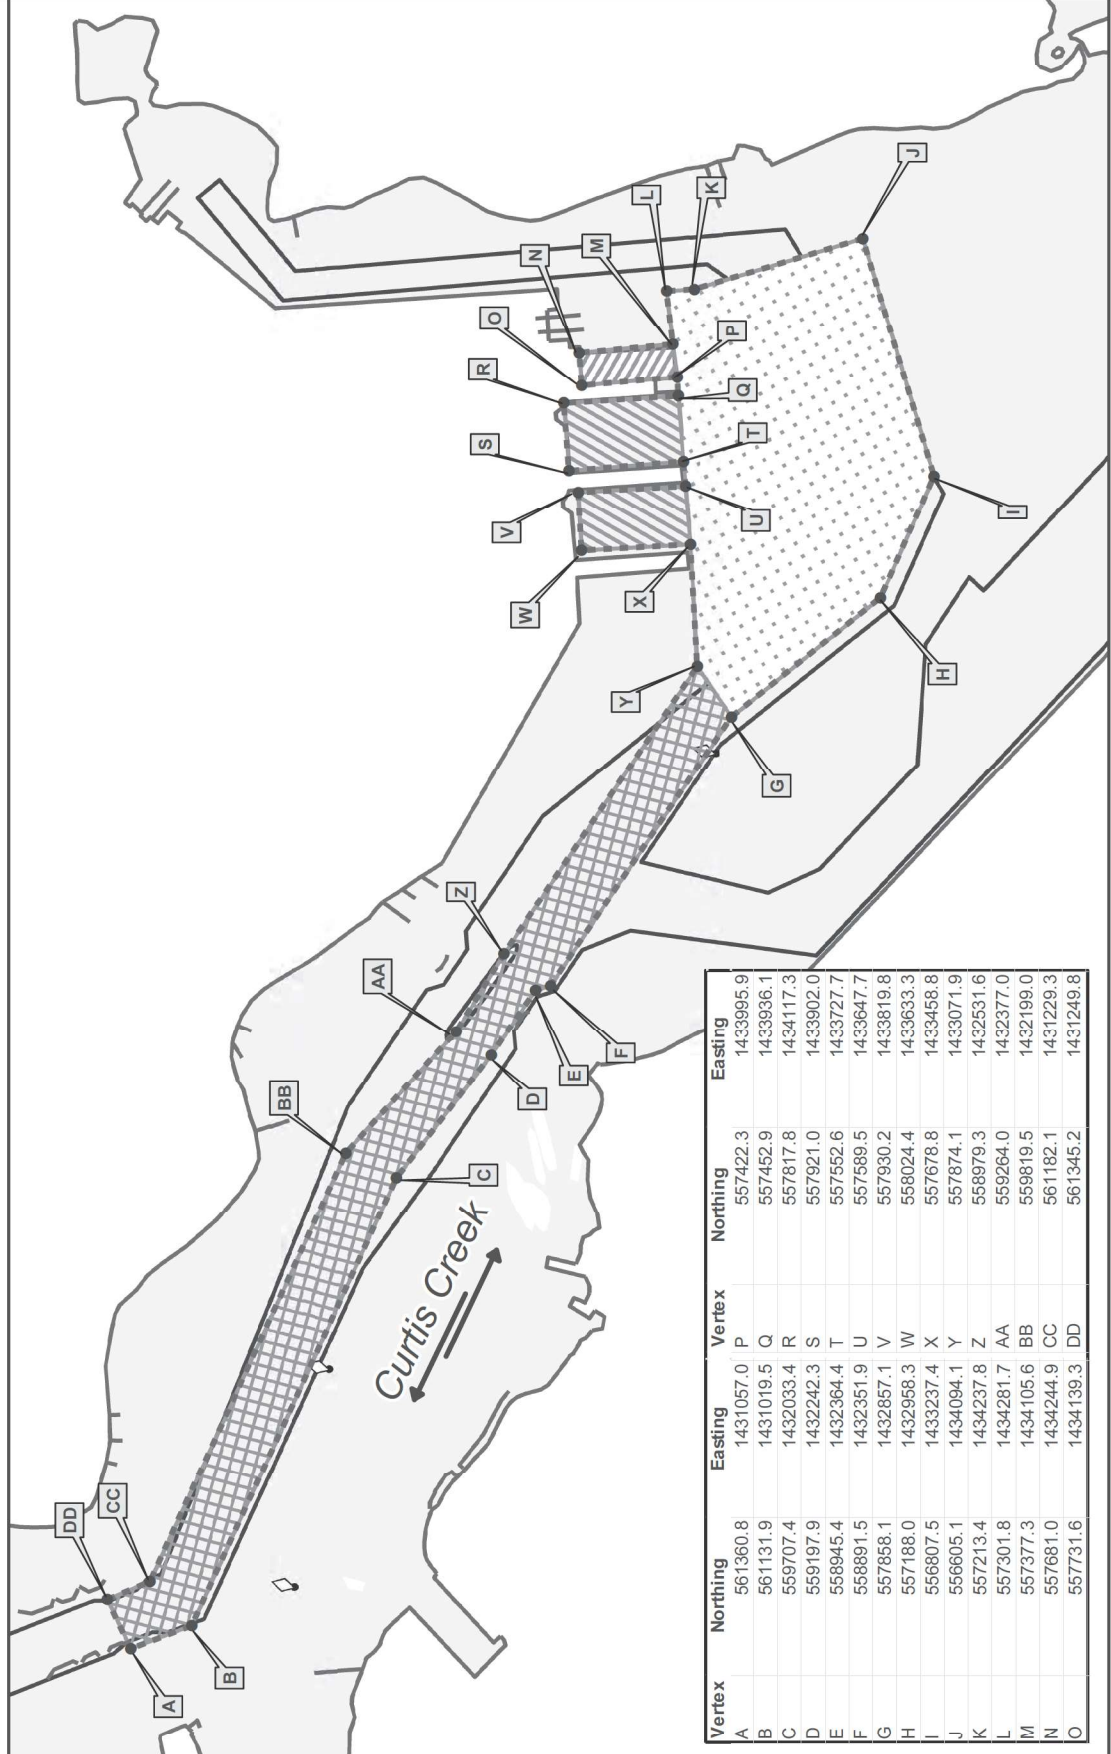 DD
CC
A
B
BB
C
Curtis Creek
AA
Z
D
E
F
Y
G
W
V
S
R
O
N
M
L
K
J
P
Q
T
U
X
H
I
Vertex Northing Easting Vertex Northing Easting
A 561360.8 1431057.0 P 557422.3 1433995.9
B 561131.9 1431019.5 Q 557452.9 1433936.1
C 559707.4 1432033.4 R 557817.8 1434117.3
D 559197.9 1432242.3 S 557921.0 1433902.0
E 558945.4 1432364.4 T 557552.6 1433727.7
F 558891.5 1432351.9 U 557589.5 1433647.7
G 557858.1 1432857.1 V 557930.2 1433819.8
H 557188.0 1432958.3 W 558024.4 1433633.3
I 556807.5 1433237.4 X 557678.8 1433458.8
J 556605.1 1434094.1 Y 557874.1 1433071.9
K 557213.4 1434237.8 Z 558979.3 1432531.6
L 557301.8 1434281.7 AA 559264.0 1432377.0
M 557377.3 1434105.6 BB 559819.5 1432199.0
N 557681.0 1434244.9 CC 561182.1 1431229.3
O 557731.6 1434139.3 DD 561345.2 1431249.8